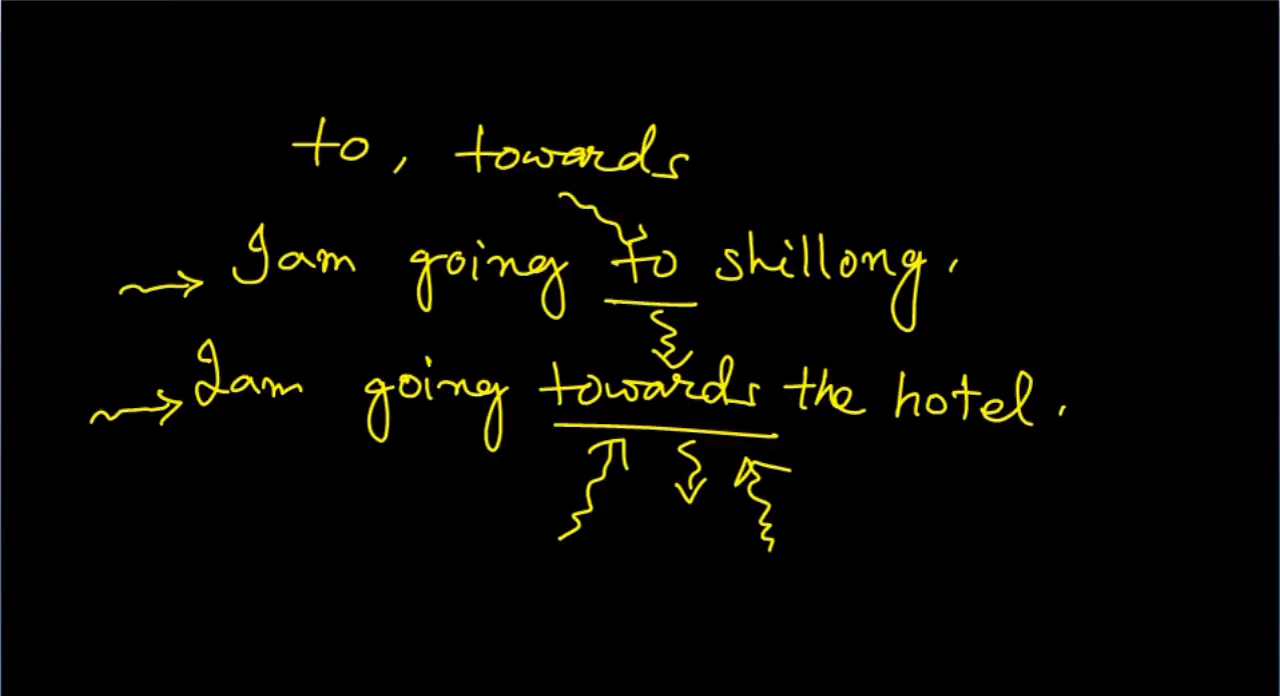 to, towards
I am going to shillong.
I am going towards the hotel.